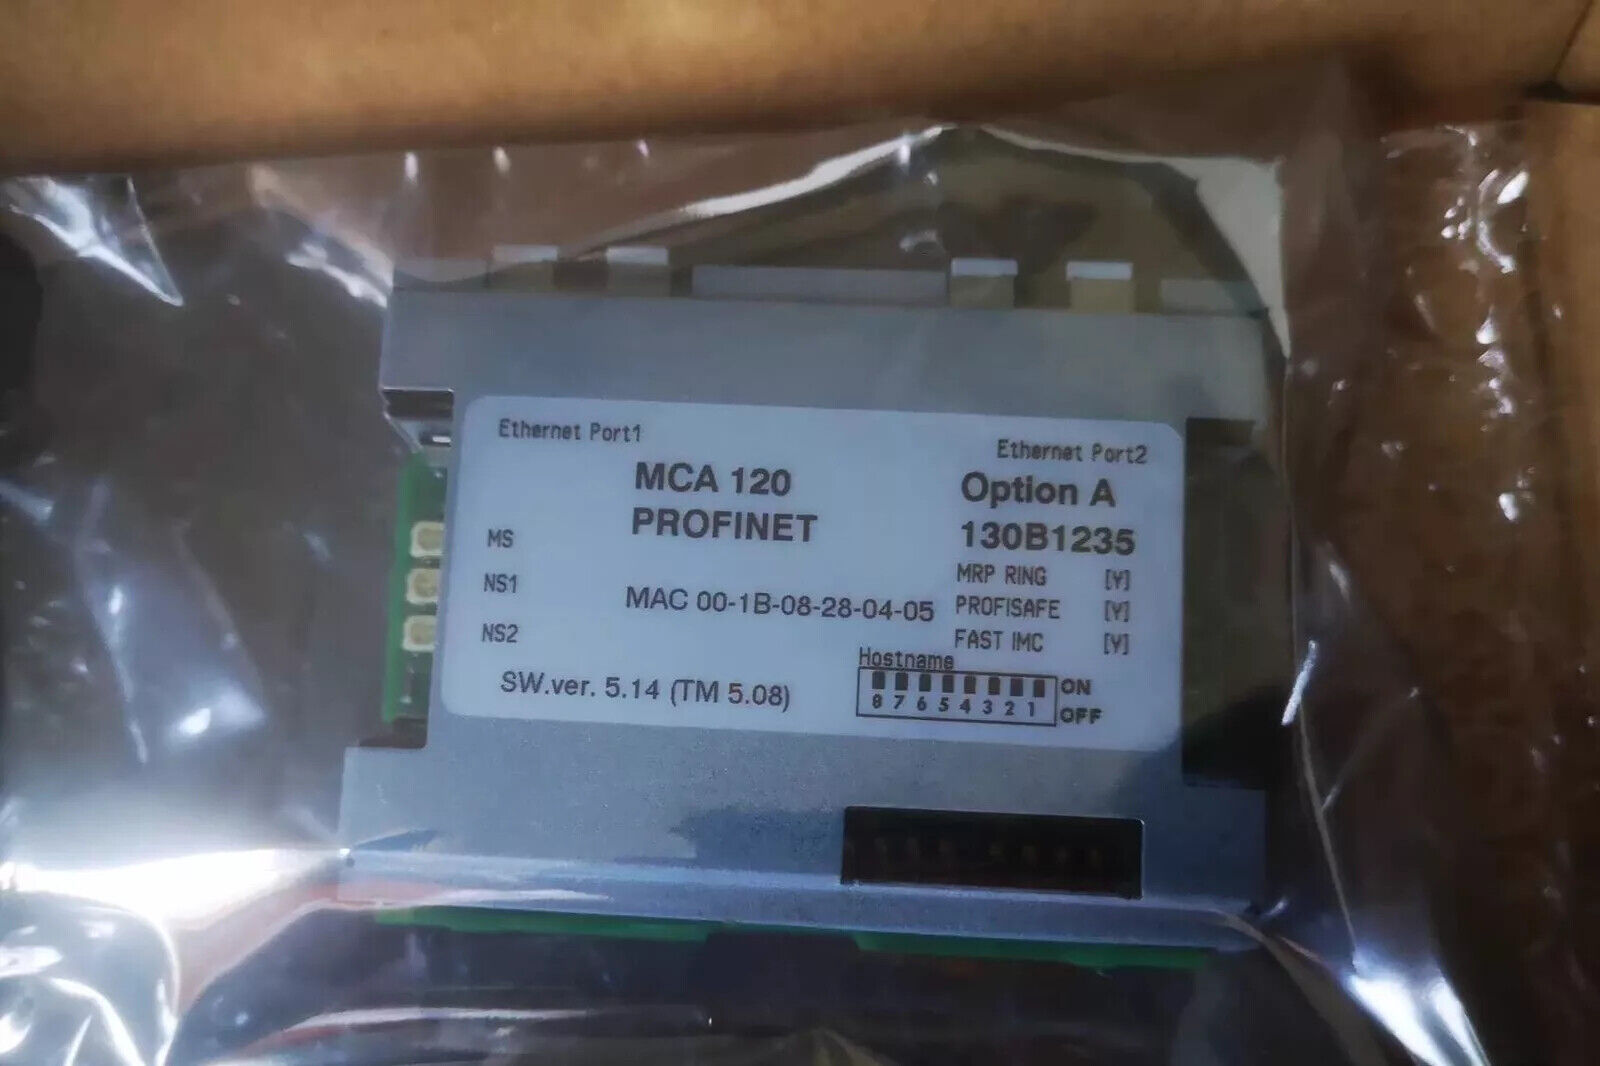 Ethernet Port1
Ethernet Port2
MCA 120
PROFINET
Option A
130B1235
MS
NS1
NS2
MAC 00-1B-08-28-04-05
MRP RING [Y]
PROFISAFE [Y]
FAST IMC [Y]
SW.ver. 5.14 (TM 5.08)
Hostname
ON
8 7 6 5 4 3 2 1
OFF